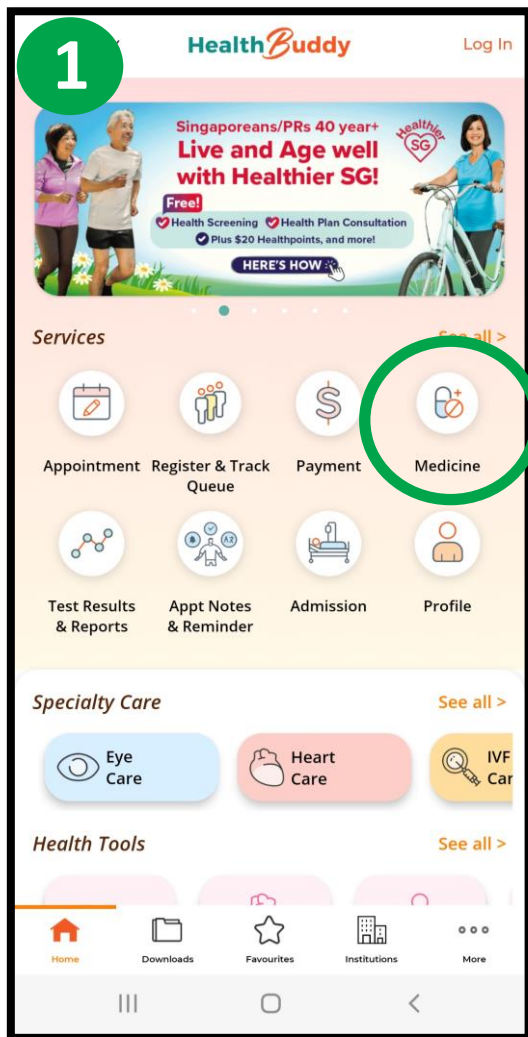 1
HealthBuddy
Log In
Singaporeans/PRs 40 year+
Live and Age well
with Healthier SG!
Healthier
SG
Free!
Health Screening Health Plan Consultation
Plus $20 Healthpoints, and more!
HERE'S HOW
Services
See all >
Appointment
Register & Track
Queue
Payment
Medicine
Test Results
& Reports
Appt Notes
& Reminder
Admission
Profile
Specialty Care
See all >
Eye
Care
Heart
Care
IVF
Health Tools
See all >
Home
Downloads
Favourites
Institutions
More